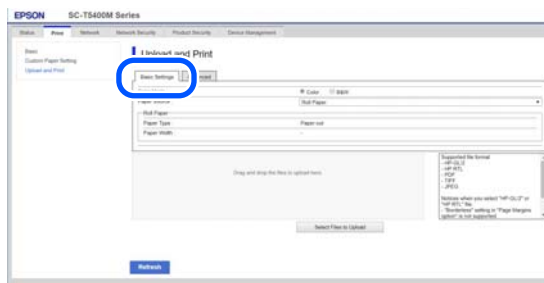 EPSON SC-T5400M Series
Status Print Network Network Security Product Security Device Management
Basic
Custom Paper Setting
Upload and Print
Upload and Print
Basic Settings
Color B&W
Roll Paper
Roll Paper
Paper Type Paper out
Paper Width -
Drag and drop the files to upload here.
Supported file format
- HP-GL/2
- HP RTL
- PDF
- TIFF
- JPEG
Notices when you select "HP-GL/2" or
"HP RTL" file.
- "Borderless" setting in "Page Margins
option" is not supported.
Select Files to Upload
Refresh